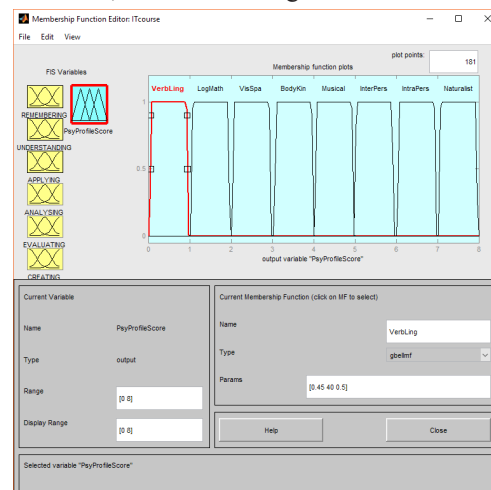 Membership Function Editor: ITcourse
File Edit View
FIS Variables
REMEMBERING
PsyProfileScore
UNDERSTANDING
APPLYING
ANALYSING
EVALUATING
CREATING
Membership function plots
plot points:
181
VerbLing LogMath VisSpa BodyKin Musical InterPers IntraPers Naturalist
1
0.5
0
0 1 2 3 4 5 6 7 8
output variable "PsyProfileScore"
Current Variable
Name PsyProfileScore
Type output
Range [0 8]
Display Range [0 8]
Current Membership Function (click on MF to select)
Name VerbLing
Type gbellmf
Params [0.45 40 0.5]
Help Close
Selected variable "PsyProfileScore"